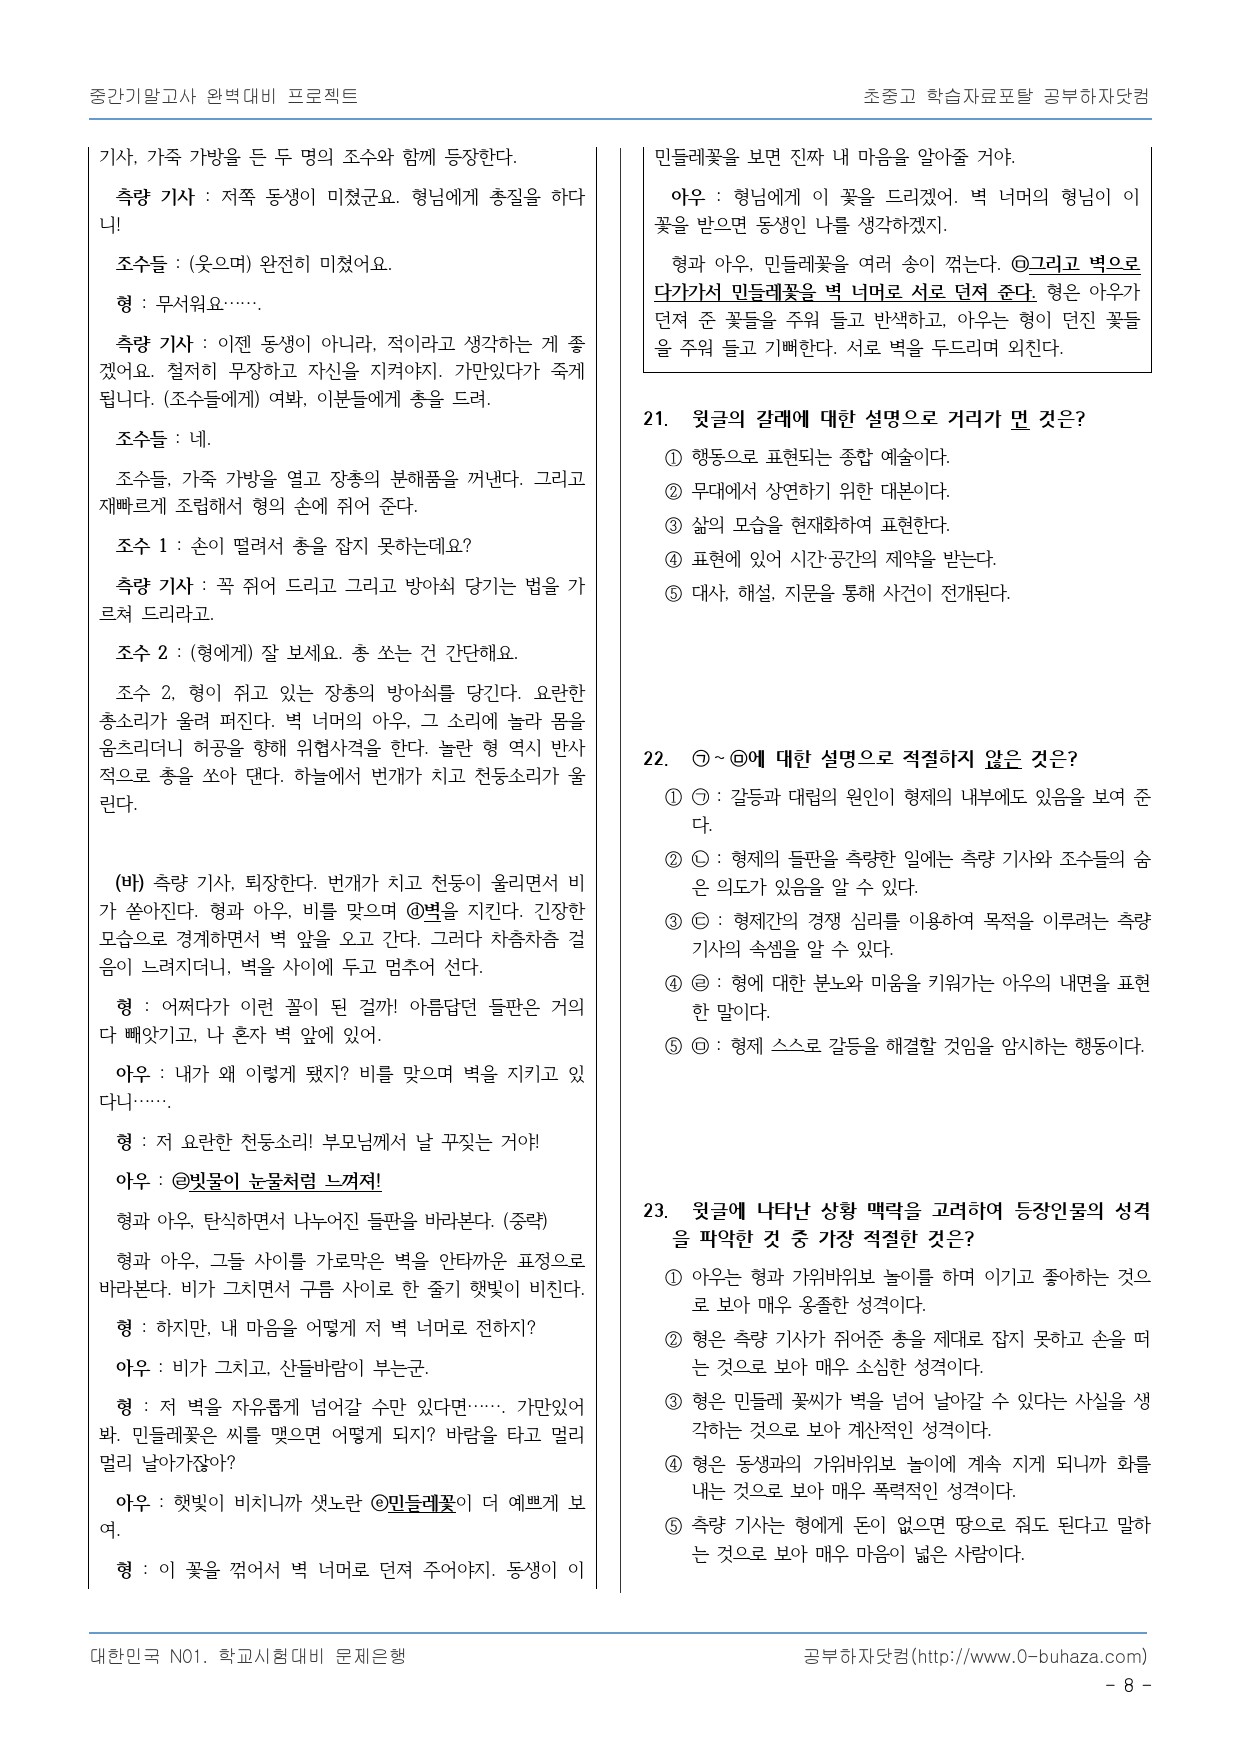 중간기말고사 완벽대비 프로젝트
초중고 학습자료포탈 공부하자닷컴
기사, 가죽 가방을 든 두 명의 조수와 함께 등장한다.
측량 기사 : 저쪽 동생이 미쳤군요. 형님에게 총질을 하다
니!
조수들 : (웃으며) 완전히 미쳤어요.
형 : 무서워요…….
측량 기사 : 이젠 동생이 아니라, 적이라고 생각하는 게 좋
겠어요. 철저히 무장하고 자신을 지켜야지. 가만있다가 죽게
됩니다. (조수들에게) 여봐, 이분들에게 총을 드려.
조수들 : 네.
조수들, 가죽 가방을 열고 장총의 분해품을 꺼낸다. 그리고
재빠르게 조립해서 형의 손에 쥐어 준다.
조수 1 : 손이 떨려서 총을 잡지 못하는데요?
측량 기사 : 꼭 쥐어 드리고 그리고 방아쇠 당기는 법을 가
르쳐 드리라고.
조수 2 : (형에게) 잘 보세요. 총 쏘는 건 간단해요.
조수 2, 형이 쥐고 있는 장총의 방아쇠를 당긴다. 요란한
총소리가 울려 퍼진다. 벽 너머의 아우, 그 소리에 놀라 몸을
움츠리더니 허공을 향해 위협사격을 한다. 놀란 형 역시 반사
적으로 총을 쏘아 댄다. 하늘에서 번개가 치고 천둥소리가 울
린다.
(바) 측량 기사, 퇴장한다. 번개가 치고 천둥이 울리면서 비
가 쏟아진다. 형과 아우, 비를 맞으며 ⓓ벽을 지킨다. 긴장한
모습으로 경계하면서 벽 앞을 오고 간다. 그러다 차츰차츰 걸
음이 느려지더니, 벽을 사이에 두고 멈추어 선다.
형 : 어쩌다가 이런 꼴이 된 걸까! 아름답던 들판은 거의
다 빼앗기고, 나 혼자 벽 앞에 있어.
아우 : 내가 왜 이렇게 됐지? 비를 맞으며 벽을 지키고 있
다니…….
형 : 저 요란한 천둥소리! 부모님께서 날 꾸짖는 거야!
아우 : ㉣빗물이 눈물처럼 느껴져!
형과 아우, 탄식하면서 나누어진 들판을 바라본다. (중략)
형과 아우, 그들 사이를 가로막은 벽을 안타까운 표정으로
바라본다. 비가 그치면서 구름 사이로 한 줄기 햇빛이 비친다.
형 : 하지만, 내 마음을 어떻게 저 벽 너머로 전하지?
아우 : 비가 그치고, 산들바람이 부는군.
형 : 저 벽을 자유롭게 넘어갈 수만 있다면……. 가만있어
봐. 민들레꽃은 씨를 맺으면 어떻게 되지? 바람을 타고 멀리
멀리 날아가잖아?
아우 : 햇빛이 비치니까 샛노란 ⓔ민들레꽃이 더 예쁘게 보
여.
형 : 이 꽃을 꺾어서 벽 너머로 던져 주어야지. 동생이 이
민들레꽃을 보면 진짜 내 마음을 알아줄 거야.
아우 : 형님에게 이 꽃을 드리겠어. 벽 너머의 형님이 이
꽃을 받으면 동생인 나를 생각하겠지.
형과 아우, 민들레꽃을 여러 송이 꺾는다. ㉤그리고 벽으로
다가가서 민들레꽃을 벽 너머로 서로 던져 준다. 형은 아우가
던져 준 꽃들을 주워 들고 반색하고, 아우는 형이 던진 꽃들
을 주워 들고 기뻐한다. 서로 벽을 두드리며 외친다.
21. 윗글의 갈래에 대한 설명으로 거리가 먼 것은?
① 행동으로 표현되는 종합 예술이다.
② 무대에서 상연하기 위한 대본이다.
③ 삶의 모습을 현재화하여 표현한다.
④ 표현에 있어 시간·공간의 제약을 받는다.
⑤ 대사, 해설, 지문을 통해 사건이 전개된다.
22. ㉠~㉤에 대한 설명으로 적절하지 않은 것은?
① ㉠ : 갈등과 대립의 원인이 형제의 내부에도 있음을 보여 준
다.
② ㉡ : 형제의 들판을 측량한 일에는 측량 기사와 조수들의 숨
은 의도가 있음을 알 수 있다.
③ ㉢ : 형제간의 경쟁 심리를 이용하여 목적을 이루려는 측량
기사의 속셈을 알 수 있다.
④ ㉣ : 형에 대한 분노와 미움을 키워가는 아우의 내면을 표현
한 말이다.
⑤ ㉤ : 형제 스스로 갈등을 해결할 것임을 암시하는 행동이다.
23. 윗글에 나타난 상황 맥락을 고려하여 등장인물의 성격
을 파악한 것 중 가장 적절한 것은?
① 아우는 형과 가위바위보 놀이를 하며 이기고 좋아하는 것으
로 보아 매우 옹졸한 성격이다.
② 형은 측량 기사가 쥐어준 총을 제대로 잡지 못하고 손을 떠
는 것으로 보아 매우 소심한 성격이다.
③ 형은 민들레 꽃씨가 벽을 넘어 날아갈 수 있다는 사실을 생
각하는 것으로 보아 계산적인 성격이다.
④ 형은 동생과의 가위바위보 놀이에 계속 지게 되니까 화를
내는 것으로 보아 매우 폭력적인 성격이다.
⑤ 측량 기사는 형에게 돈이 없으면 땅으로 줘도 된다고 말하
는 것으로 보아 매우 마음이 넓은 사람이다.
대한민국 N01. 학교시험대비 문제은행
공부하자닷컴(http://www.0-buhaza.com)
- 8 -